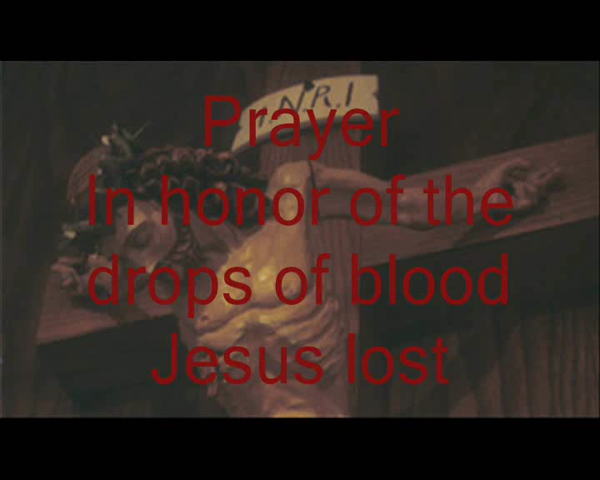 I.N.R.I
Prayer
In honor of the
drops of blood
Jesus lost